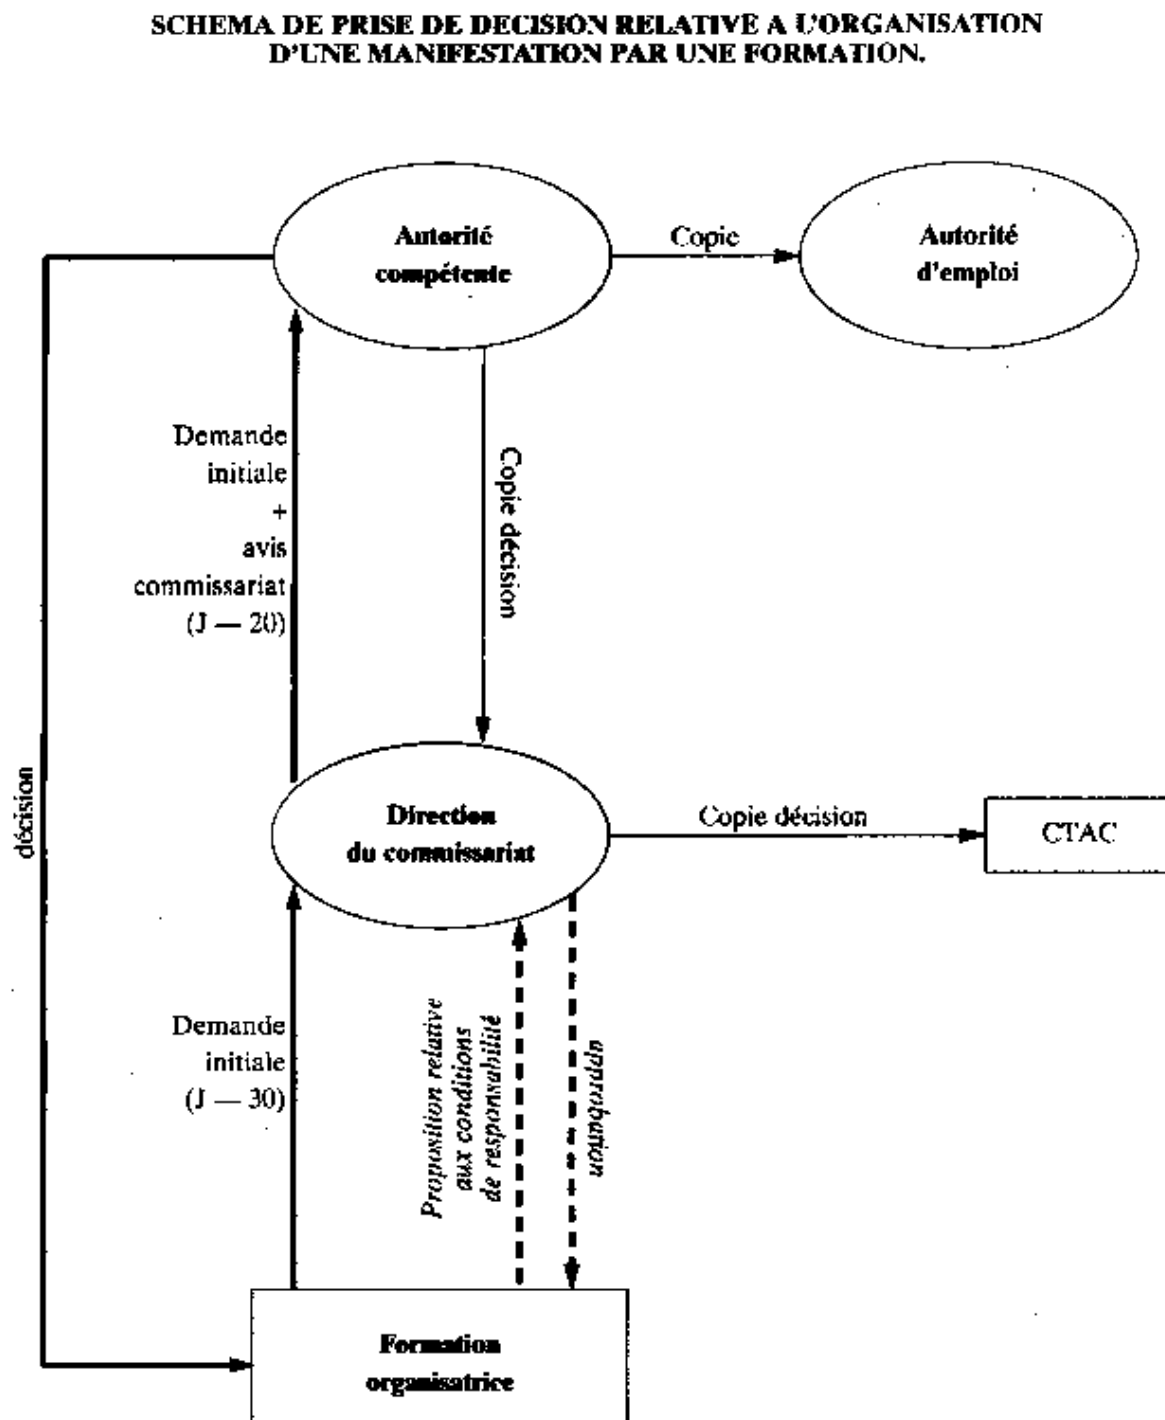 SCHEMA DE PRISE DE DECISION RELATIVE A L'ORGANISATION
D'UNE MANIFESTATION PAR UNE FORMATION.
Autorité
compétente
Copie
Autorité
d'emploi
Demande
initiale
+
avis
commissariat
(J — 20)
Copie décision
décision
Direction
du commissariat
Copie décision
CTAC
Demande
initiale
(J — 30)
Proposition relative
aux conditions
de responsabilité
approbation
Formation
organisatrice